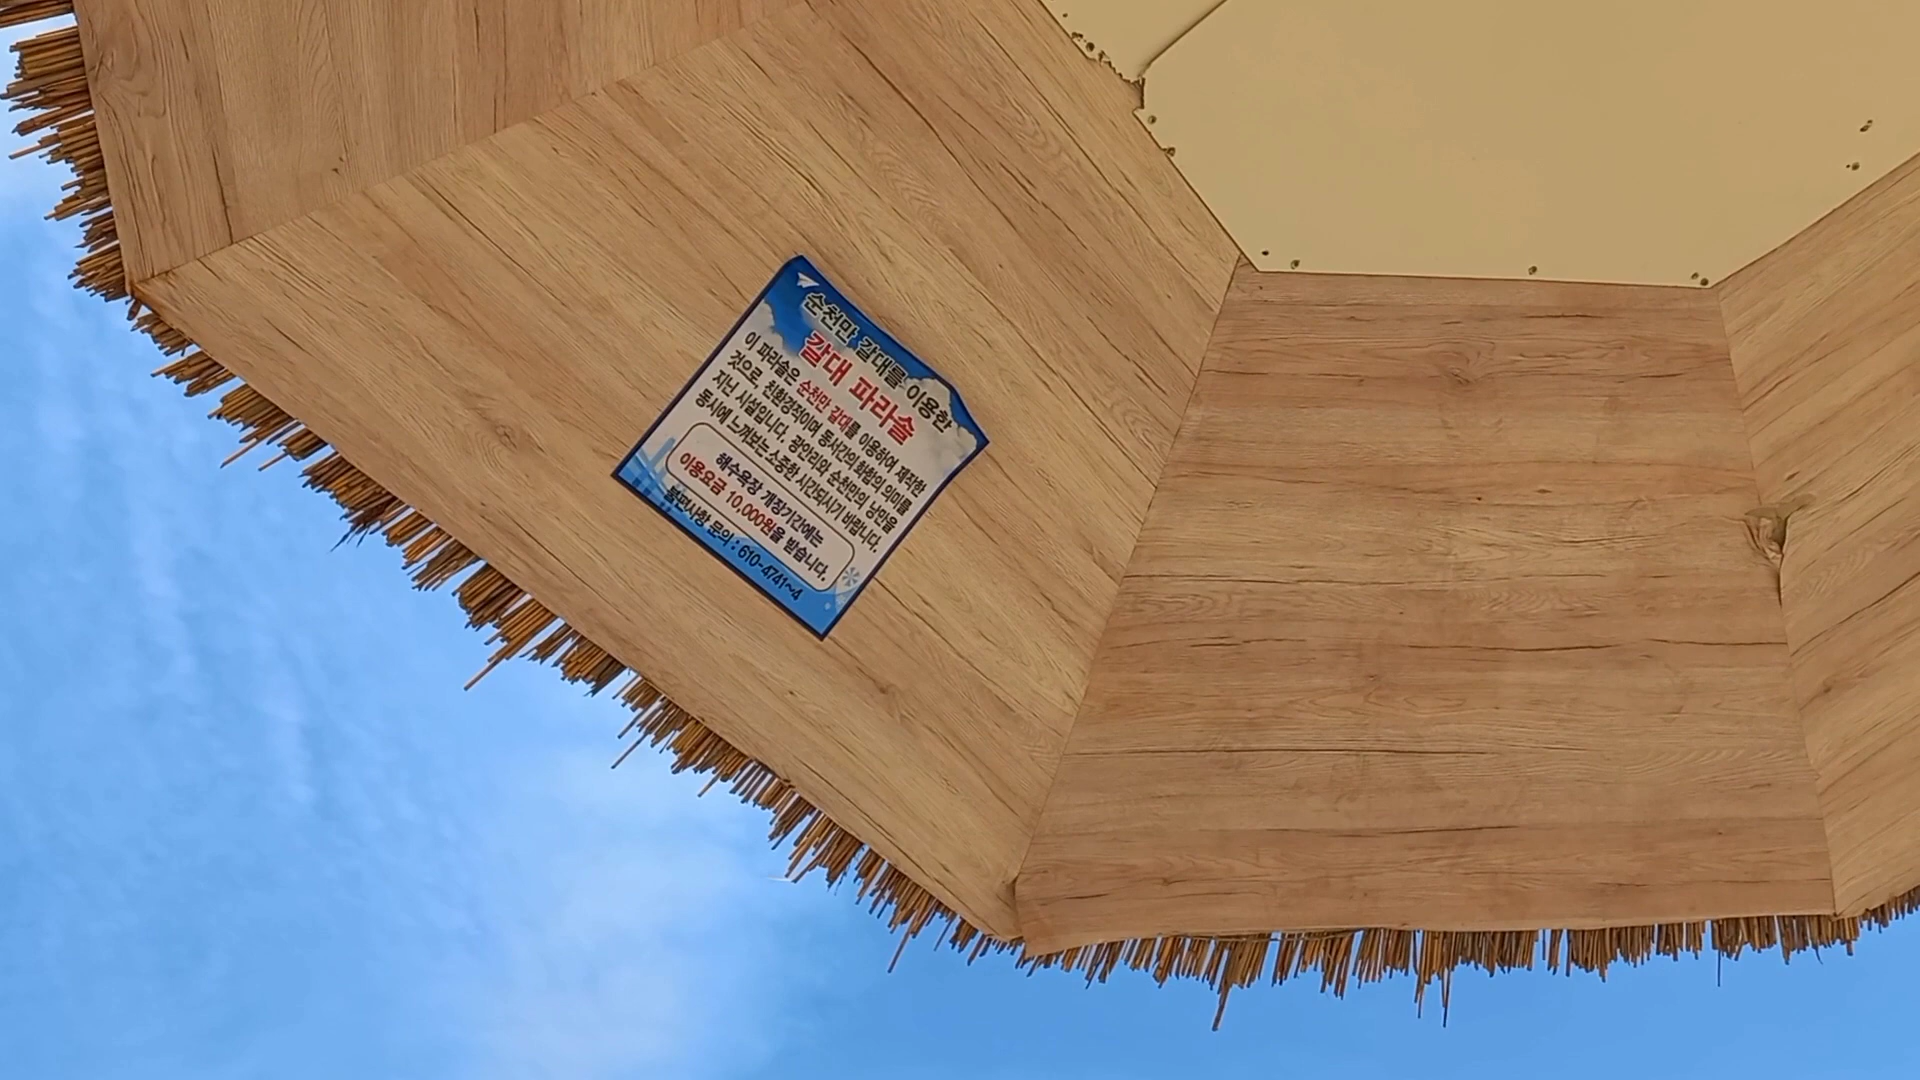 순천만 갈대를 이용한
갈대 파라솔
이 파라솔은 순천만 갈대를 이용하여 제작한
것으로, 친환경적이며 동서간의 화합의 의미를
지닌 시설입니다. 광안리와 순천만의 낭만을
동시에 느껴보는 소중한 시간되시기 바랍니다.
해수욕장 개장기간에는
이용요금 10,000원을 받습니다.
불편사항 문의 : 610-4741~4